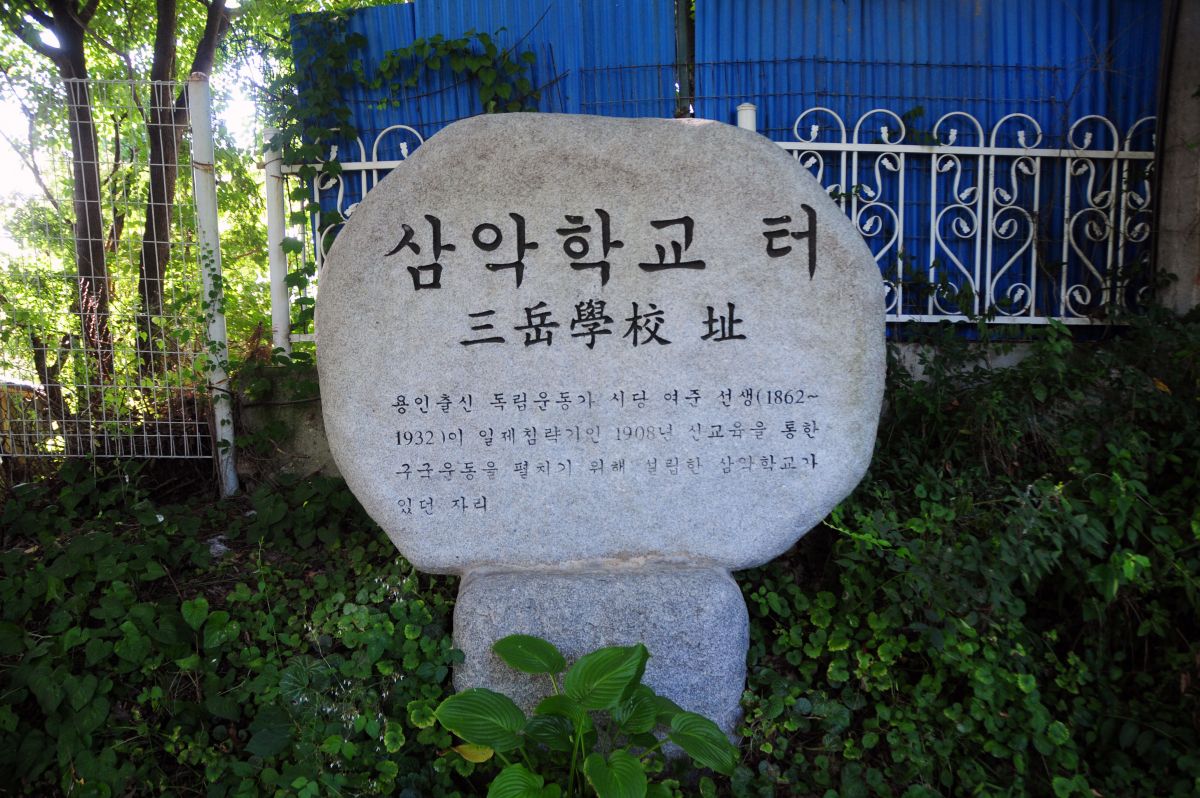 삼악학교 터
三岳學校 址
용인출신 독립운동가 시당 여준 선생(1862~
1932)이 일제침략기인 1908년 신교육을 통한
구국운동을 펼치기 위해 설립한 삼악학교가
있던 자리